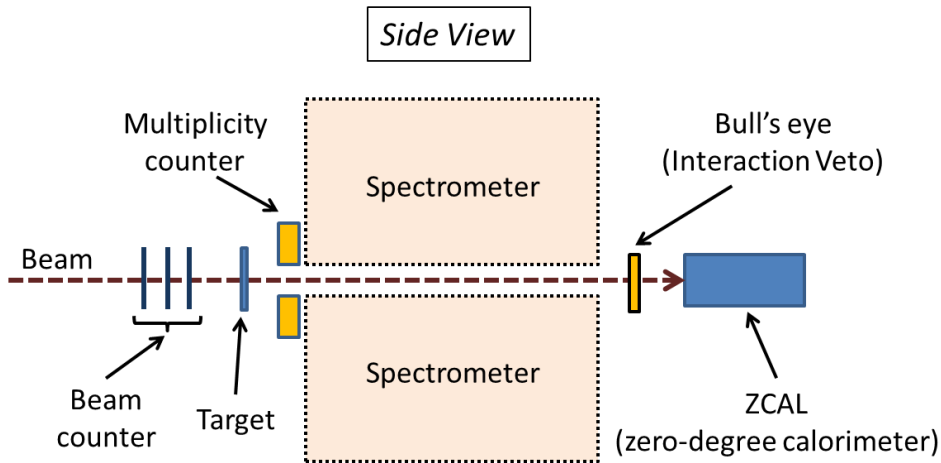 Side View
Multiplicity
counter
Bull's eye
(Interaction Veto)
Spectrometer
Beam
Spectrometer
Beam
counter
Target
ZCAL
(zero-degree calorimeter)